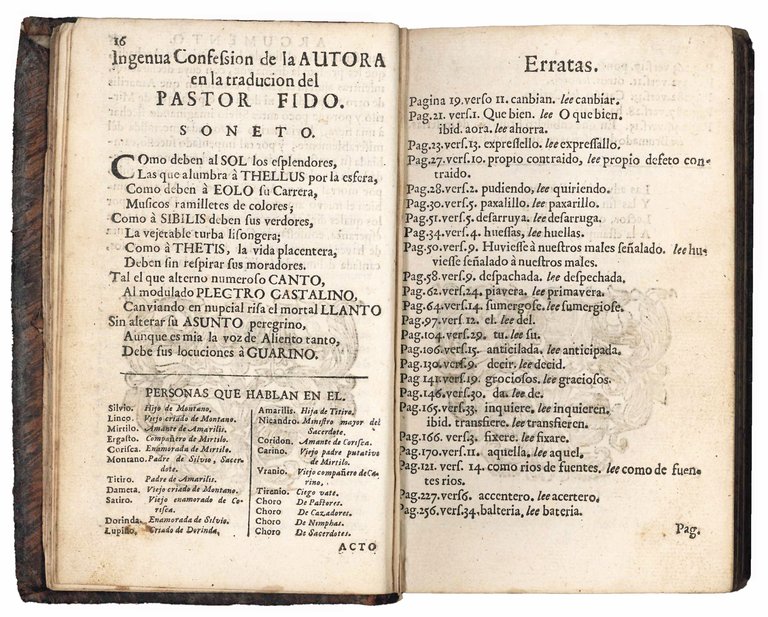 16
Ingenua Confeſsion de la AUTORA
en la traducion del
PASTOR FIDO.
SONETO.
COmo deben al SOL los eſplendores,
Las que alumbra à THELLUS por la esfera,
Como deben à EOLO ſu Carrera,
Muſicos ramilletes de colores;
Como à SIBILIS deben ſus verdores,
La vejetable turba liſongera;
Como à THETIS, la vida placentera,
Deben ſin reſpirar ſus moradores.
Tal el que alterno numeroſo CANTO,
Al modulado PLECTRO CASTALINO,
Canviando en nupcial riſa el mortal LLANTO
Sin alterar ſu ASUNTO peregrino,
Aunque es mia la voz de Aliento tanto,
Debe ſus locuciones à GUARINO.
PERSONAS QUE HABLAN EN EL.
Silvio. Hijo de Montano.
Linco. Viejo criado de Montano.
Mirtilo. Amante de Amarilis.
Ergaſto. Compañero de Mirtilo.
Coriſca. Enamorada de Mirtilo.
Montano. Padre de Silvio, Sacer-
dote.
Titiro. Padre de Amarilis.
Dameta. Viejo criado de Montano.
Satiro. Viejo enamorado de Co-
riſca.
Dorinda. Enamorada de Silvio.
Lupino. Criado de Dorinda.
Amarilis. Hija de Titiro.
Nicandro. Miniſtro mayor del
Sacerdote.
Coridon. Amante de Coriſca.
Carino. Viejo padre putativo
de Mirtilo.
Vranio. Viejo compañero de Ca-
rino.
Tirenio. Ciego vate.
Choro De Paſtores.
Choro De Cazadores.
Choro De Nimphas.
Choro De Sacerdotes.
ACTO
Erratas.
Pagina 19. verſo 11. canbian. lee canbiar.
Pag. 21. verſ. 1. Que bien. lee O que bien.
ibid. aora. lee ahorra.
Pag. 23. verſ. 13. expreſſello. lee expreſſallo.
Pag. 27. verſ. 10. propio contraido, lee propio defeto con-
traido.
Pag. 28. verſ. 2. pudiendo, lee quiriendo.
Pag. 30. verſ. 5. paxalillo. lee paxarillo.
Pag. 51. verſ. 5. deſarruya. lee deſarruga.
Pag. 34. verſ. 4. hueſſas, lee huellas.
Pag. 50. verſ. 9. Huvieſſe à nueſtros males ſeñalado. lee hu-
vieſſe ſeñalado à nueſtros males.
Pag. 58. verſ. 9. deſpachada. lee deſpechada.
Pag. 62. verſ. 24. piavera. lee primavera.
Pag. 64. verſ. 14. ſumergoſe. lee ſumergioſe.
Pag. 97. verſ 12. el. lee del.
Pag. 104. verſ. 29. tu. lee ſu.
Pag. 106. verſ. 15. anticilada. lee anticipada.
Pag. 130. verſ. 9. decir. lee decid.
Pag 141. verſ. 19. grocioſos. lee gracioſos.
Pag. 146. verſ. 30. da. lee de.
Pag. 165. verſ. 33. inquiere. lee inquieren.
ibid. transfiere. lee transfieren.
Pag. 166. verſ. 3. fixere. lee fixare.
Pag. 170. verſ. 11. aquella. lee aquel.
Pag. 121. verſ. 14. como rios de fuentes. lee como de fuen-
tes rios.
Pag. 227. verſ 6. accentero. lee acertero.
Pag. 256. verſ. 34. balteria. lee bateria.
Pag.